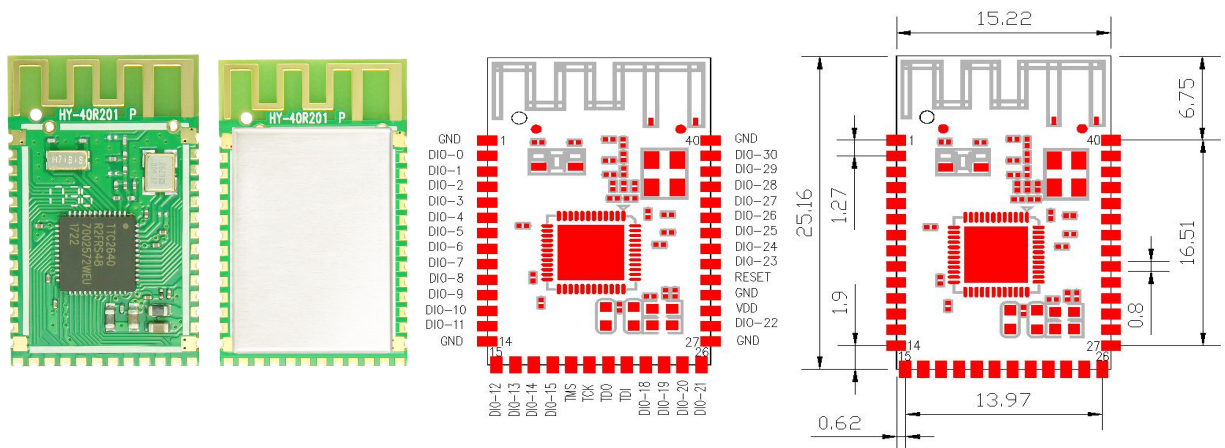 HY-40R201 P
TTC2640
1722
HY-40R201 P
GND
DIO-0
DIO-1
DIO-2
DIO-3
DIO-4
DIO-5
DIO-6
DIO-7
DIO-8
DIO-9
DIO-10
DIO-11
GND
1
40
14
15
27
26
GND
DIO-30
DIO-29
DIO-28
DIO-27
DIO-26
DIO-25
DIO-24
DIO-23
RESET
GND
VDD
DIO-22
GND
DIO-12
DIO-13
DIO-14
DIO-15
TMS
TCK
TDO
TDI
DIO-18
DIO-19
DIO-20
DIO-21
15.22
6.75
1
40
1.27
25.16
16.51
1.9
0.8
14
15
27
26
0.62
13.97